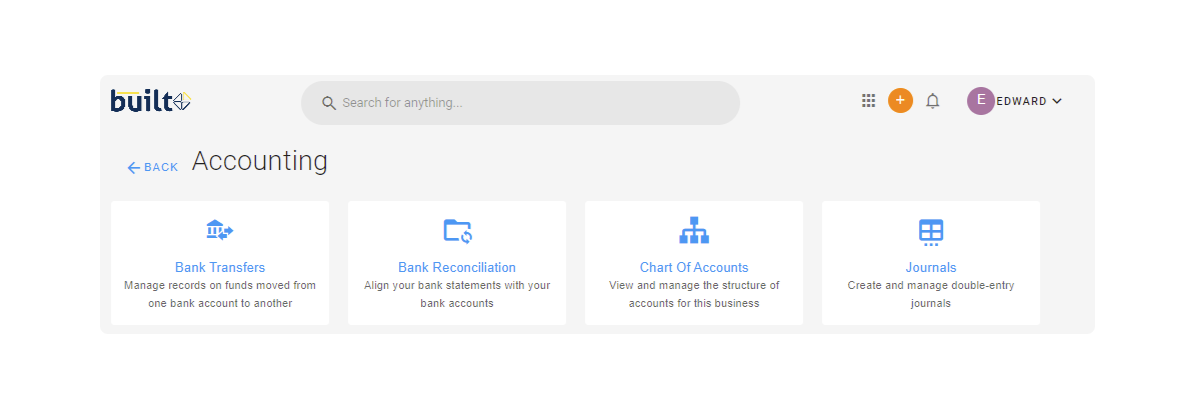 built
Search for anything...
+
E EDWARD
BACK Accounting
Bank Transfers
Manage records on funds moved from
one bank account to another
Bank Reconciliation
Align your bank statements with your
bank accounts
Chart Of Accounts
View and manage the structure of
accounts for this business
Journals
Create and manage double-entry
journals